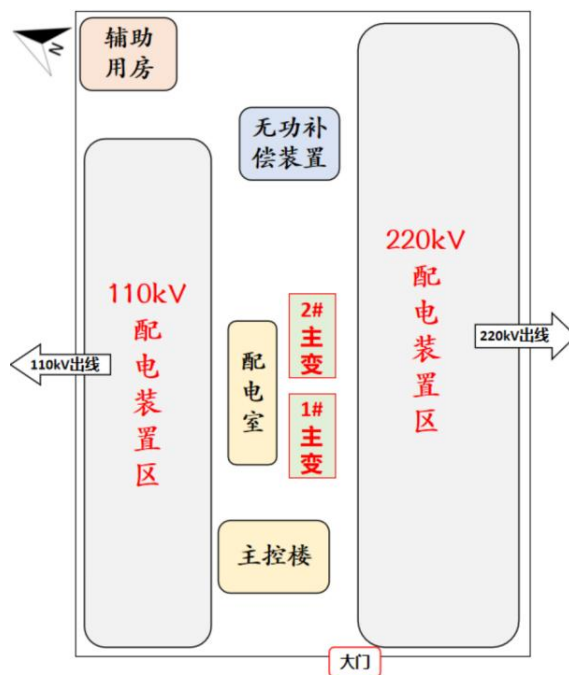 N
辅助
用房
无功补
偿装置
220kV
配
电
装
置
区
110kV
配
电
装
置
区
2#
主
变
1#
主
变
配
电
室
110kV出线
220kV出线
主控楼
大门